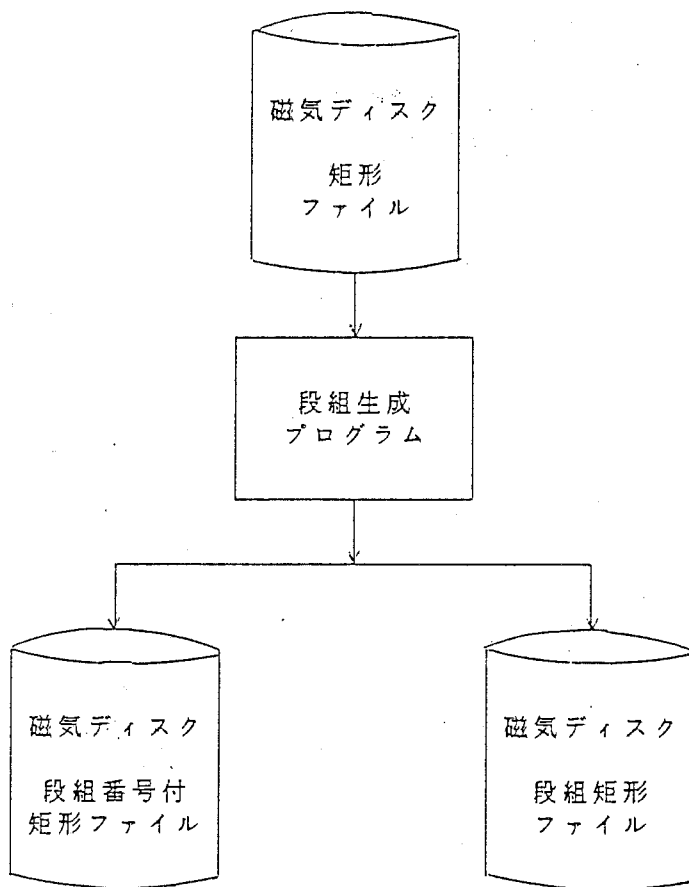 磁気ディスク
矩形
ファイル
段組生成
プログラム
磁気ディスク
段組番号付
矩形ファイル
磁気ディスク
段組矩形
ファイル